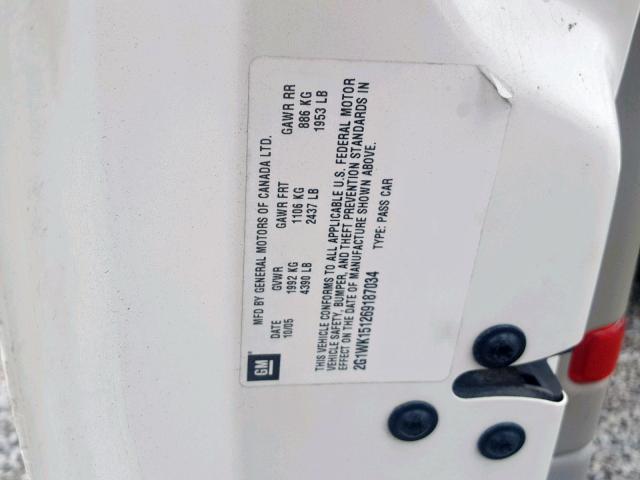 GM
MFD BY GENERAL MOTORS OF CANADA LTD.
DATE GVWR GAWR FRT GAWR RR
10/05 1992 KG 1106 KG 886 KG
4390 LB 2437 LB 1953 LB
THIS VEHICLE CONFORMS TO ALL APPLICABLE U.S. FEDERAL MOTOR
VEHICLE SAFETY, BUMPER, AND THEFT PREVENTION STANDARDS IN
EFFECT ON THE DATE OF MANUFACTURE SHOWN ABOVE.
2G1WK151269187034 TYPE: PASS CAR